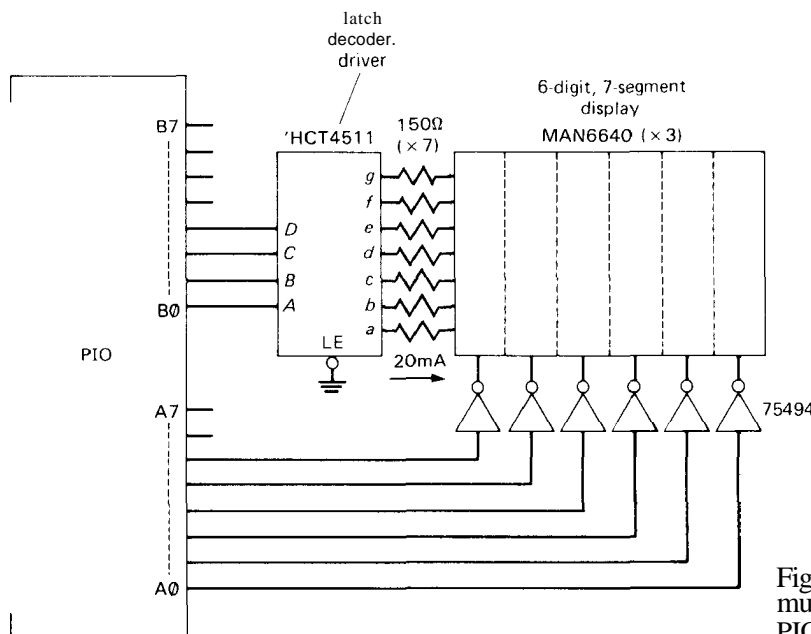 latch
decoder.
driver
6-digit, 7-segment
display
MAN6640 (×3)
'HCT4511
150Ω
(×7)
B7
g
f
e
d
c
b
a
D
C
B
A
B0
LE
20mA
PIO
A7
75494
A0
Fig
mu
PIO